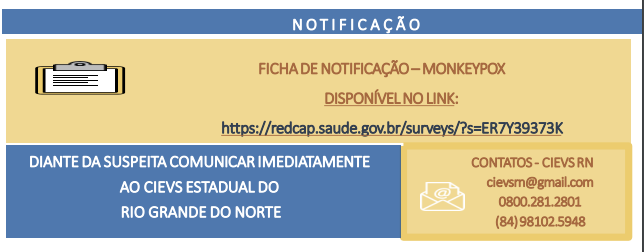 NOTIFICAÇÃO
FICHA DE NOTIFICAÇÃO – MONKEYPOX
DISPONÍVEL NO LINK:
https://redcap.saude.gov.br/surveys/?s=ER7Y39373K
DIANTE DA SUSPEITA COMUNICAR IMEDIATAMENTE
AO CIEVS ESTADUAL DO
RIO GRANDE DO NORTE
CONTATOS - CIEVS RN
cievsrn@gmail.com
0800.281.2801
(84) 98102.5948